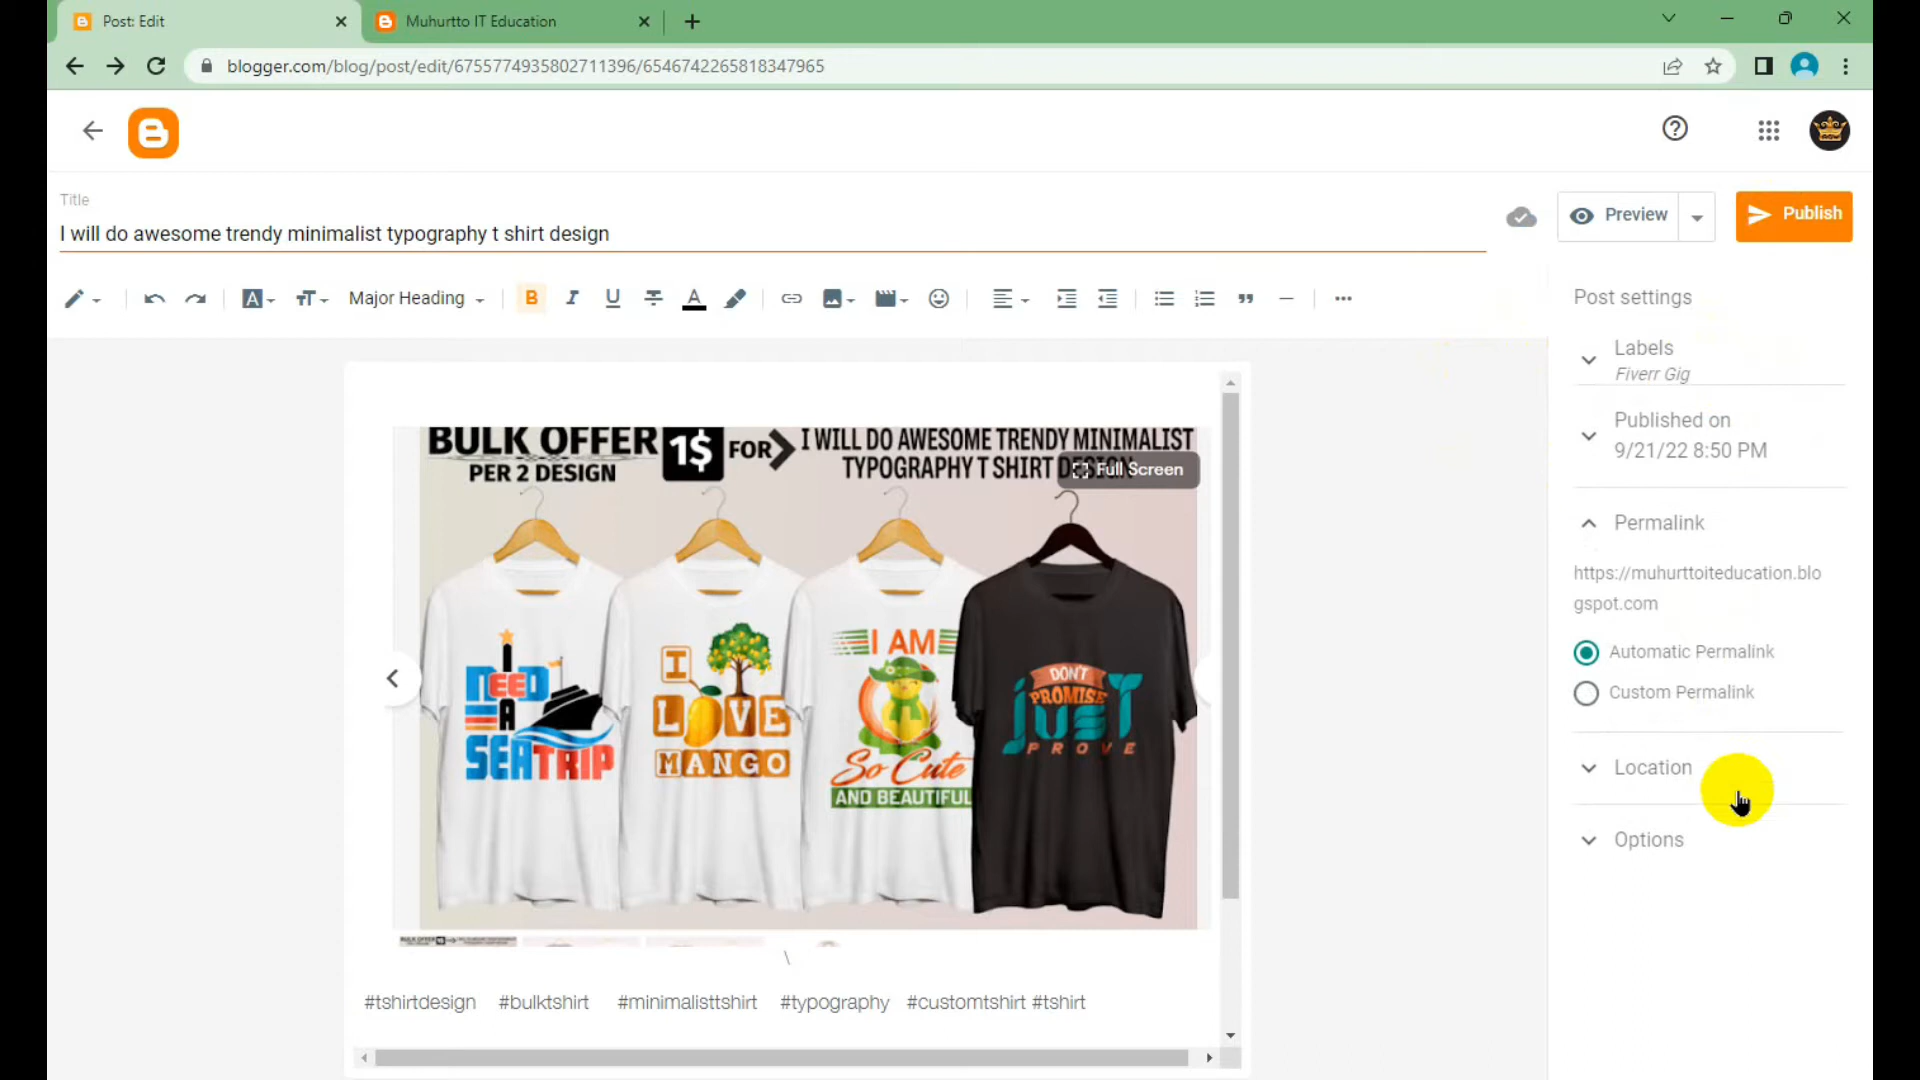 Post: Edit
Muhurtto IT Education
blogger.com/blog/post/edit/6755774935802711396/6546742265818347965
Title
I will do awesome trendy minimalist typography t shirt design
Preview
Publish
Major Heading
Post settings
Labels
Fiverr Gig
Published on
9/21/22 8:50 PM
Permalink
https://muhurttoiteducation.blo
gspot.com
Automatic Permalink
Custom Permalink
Location
Options
BULK OFFER 1$ FOR I WILL DO AWESOME TRENDY MINIMALIST
PER 2 DESIGN TYPOGRAPHY T SHIRT DESIGN
Full Screen
I
NEED
A
SEATRIP
I
LOVE
MANGO
I AM
So Cute
AND BEAUTIFUL
DON'T
PROMISE
JUST
PROVE
\
#tshirtdesign #bulktshirt #minimalisttshirt #typography #customtshirt #tshirt